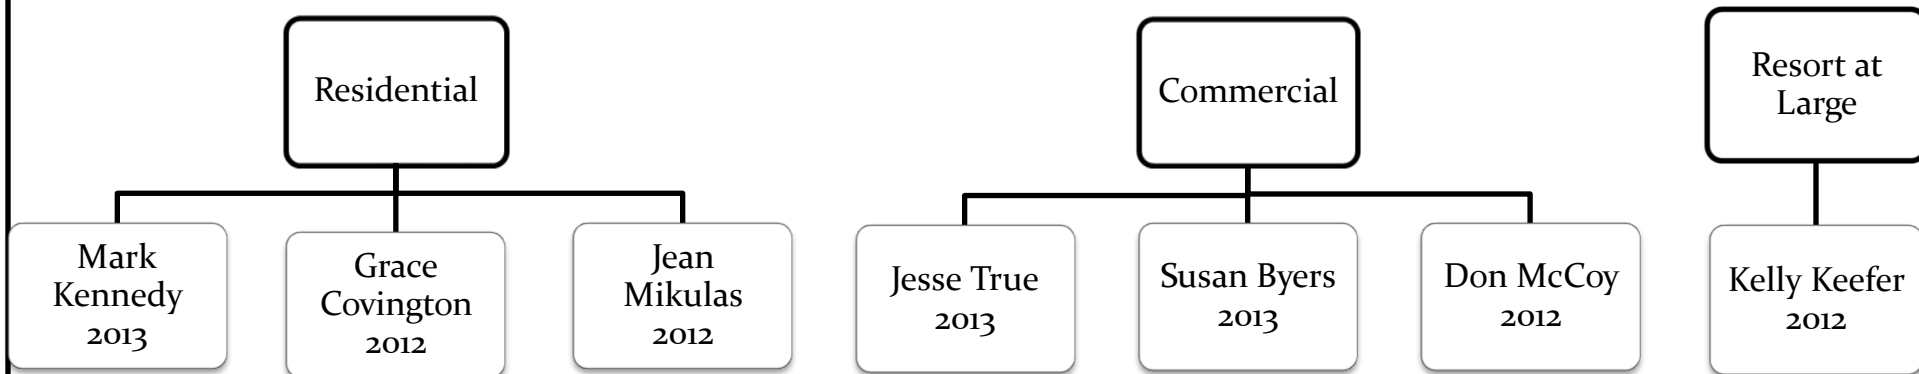 Residential
Commercial
Resort at
Large
Mark
Kennedy
2013
Grace
Covington
2012
Jean
Mikulas
2012
Jesse True
2013
Susan Byers
2013
Don McCoy
2012
Kelly Keefer
2012